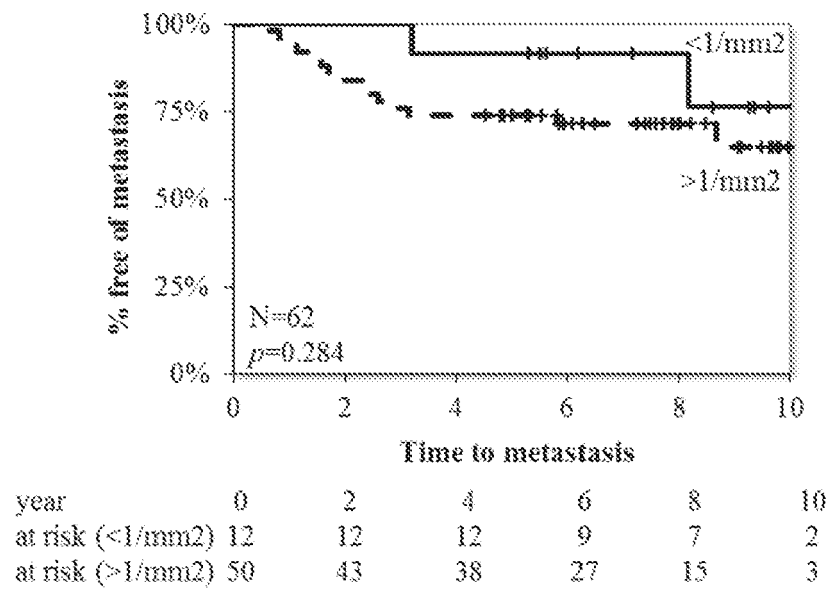 100%
75%
50%
25%
0%
% free of metastasis
<1/mm2
>1/mm2
N=62
p=0.284
0 2 4 6 8 10
Time to metastasis
year 0 2 4 6 8 10
at risk (<1/mm2) 12 12 12 9 7 2
at risk (>1/mm2) 50 43 38 27 15 3